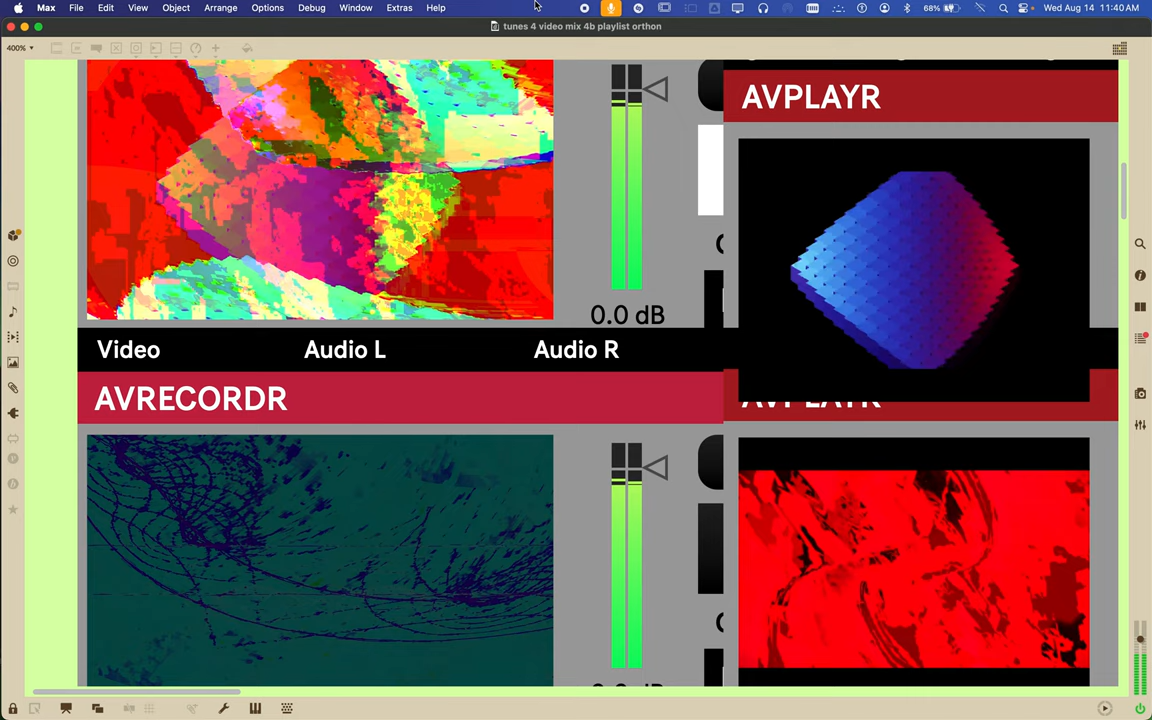 Max File Edit View Object Arrange Options Debug Window Extras Help 68% Wed Aug 14 11:40 AM
tunes 4 video mix 4b playlist orthon
400%
AVPLAYR
0.0 dB
Video Audio L Audio R
AVRECORDR
AVPLAYR